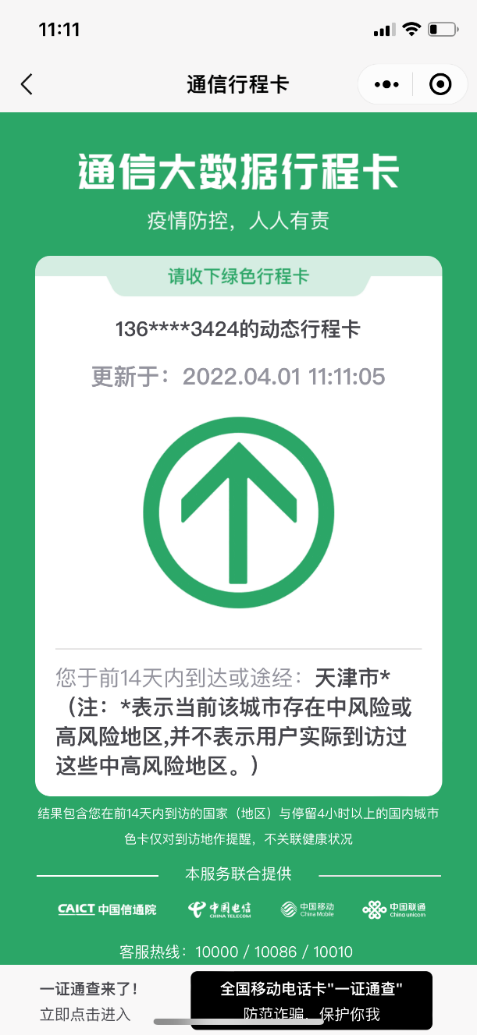 11:11
通信行程卡
通信大数据行程卡
疫情防控，人人有责
请收下绿色行程卡
136****3424的动态行程卡
更新于：2022.04.01 11:11:05
您于前14天内到达或途经：天津市*
（注：*表示当前该城市存在中风险或
高风险地区,并不表示用户实际到访过
这些中高风险地区。）
结果包含您在前14天内到访的国家（地区）与停留4小时以上的国内城市
色卡仅对到访地作提醒，不关联健康状况
本服务联合提供
CAICT 中国信通院 中国电信 CHINA TELECOM 中国移动 China Mobile 中国联通 China unicom
客服热线：10000 / 10086 / 10010
一证通查来了！ 全国移动电话卡"一证通查"
立即点击进入 防范诈骗，保护你我